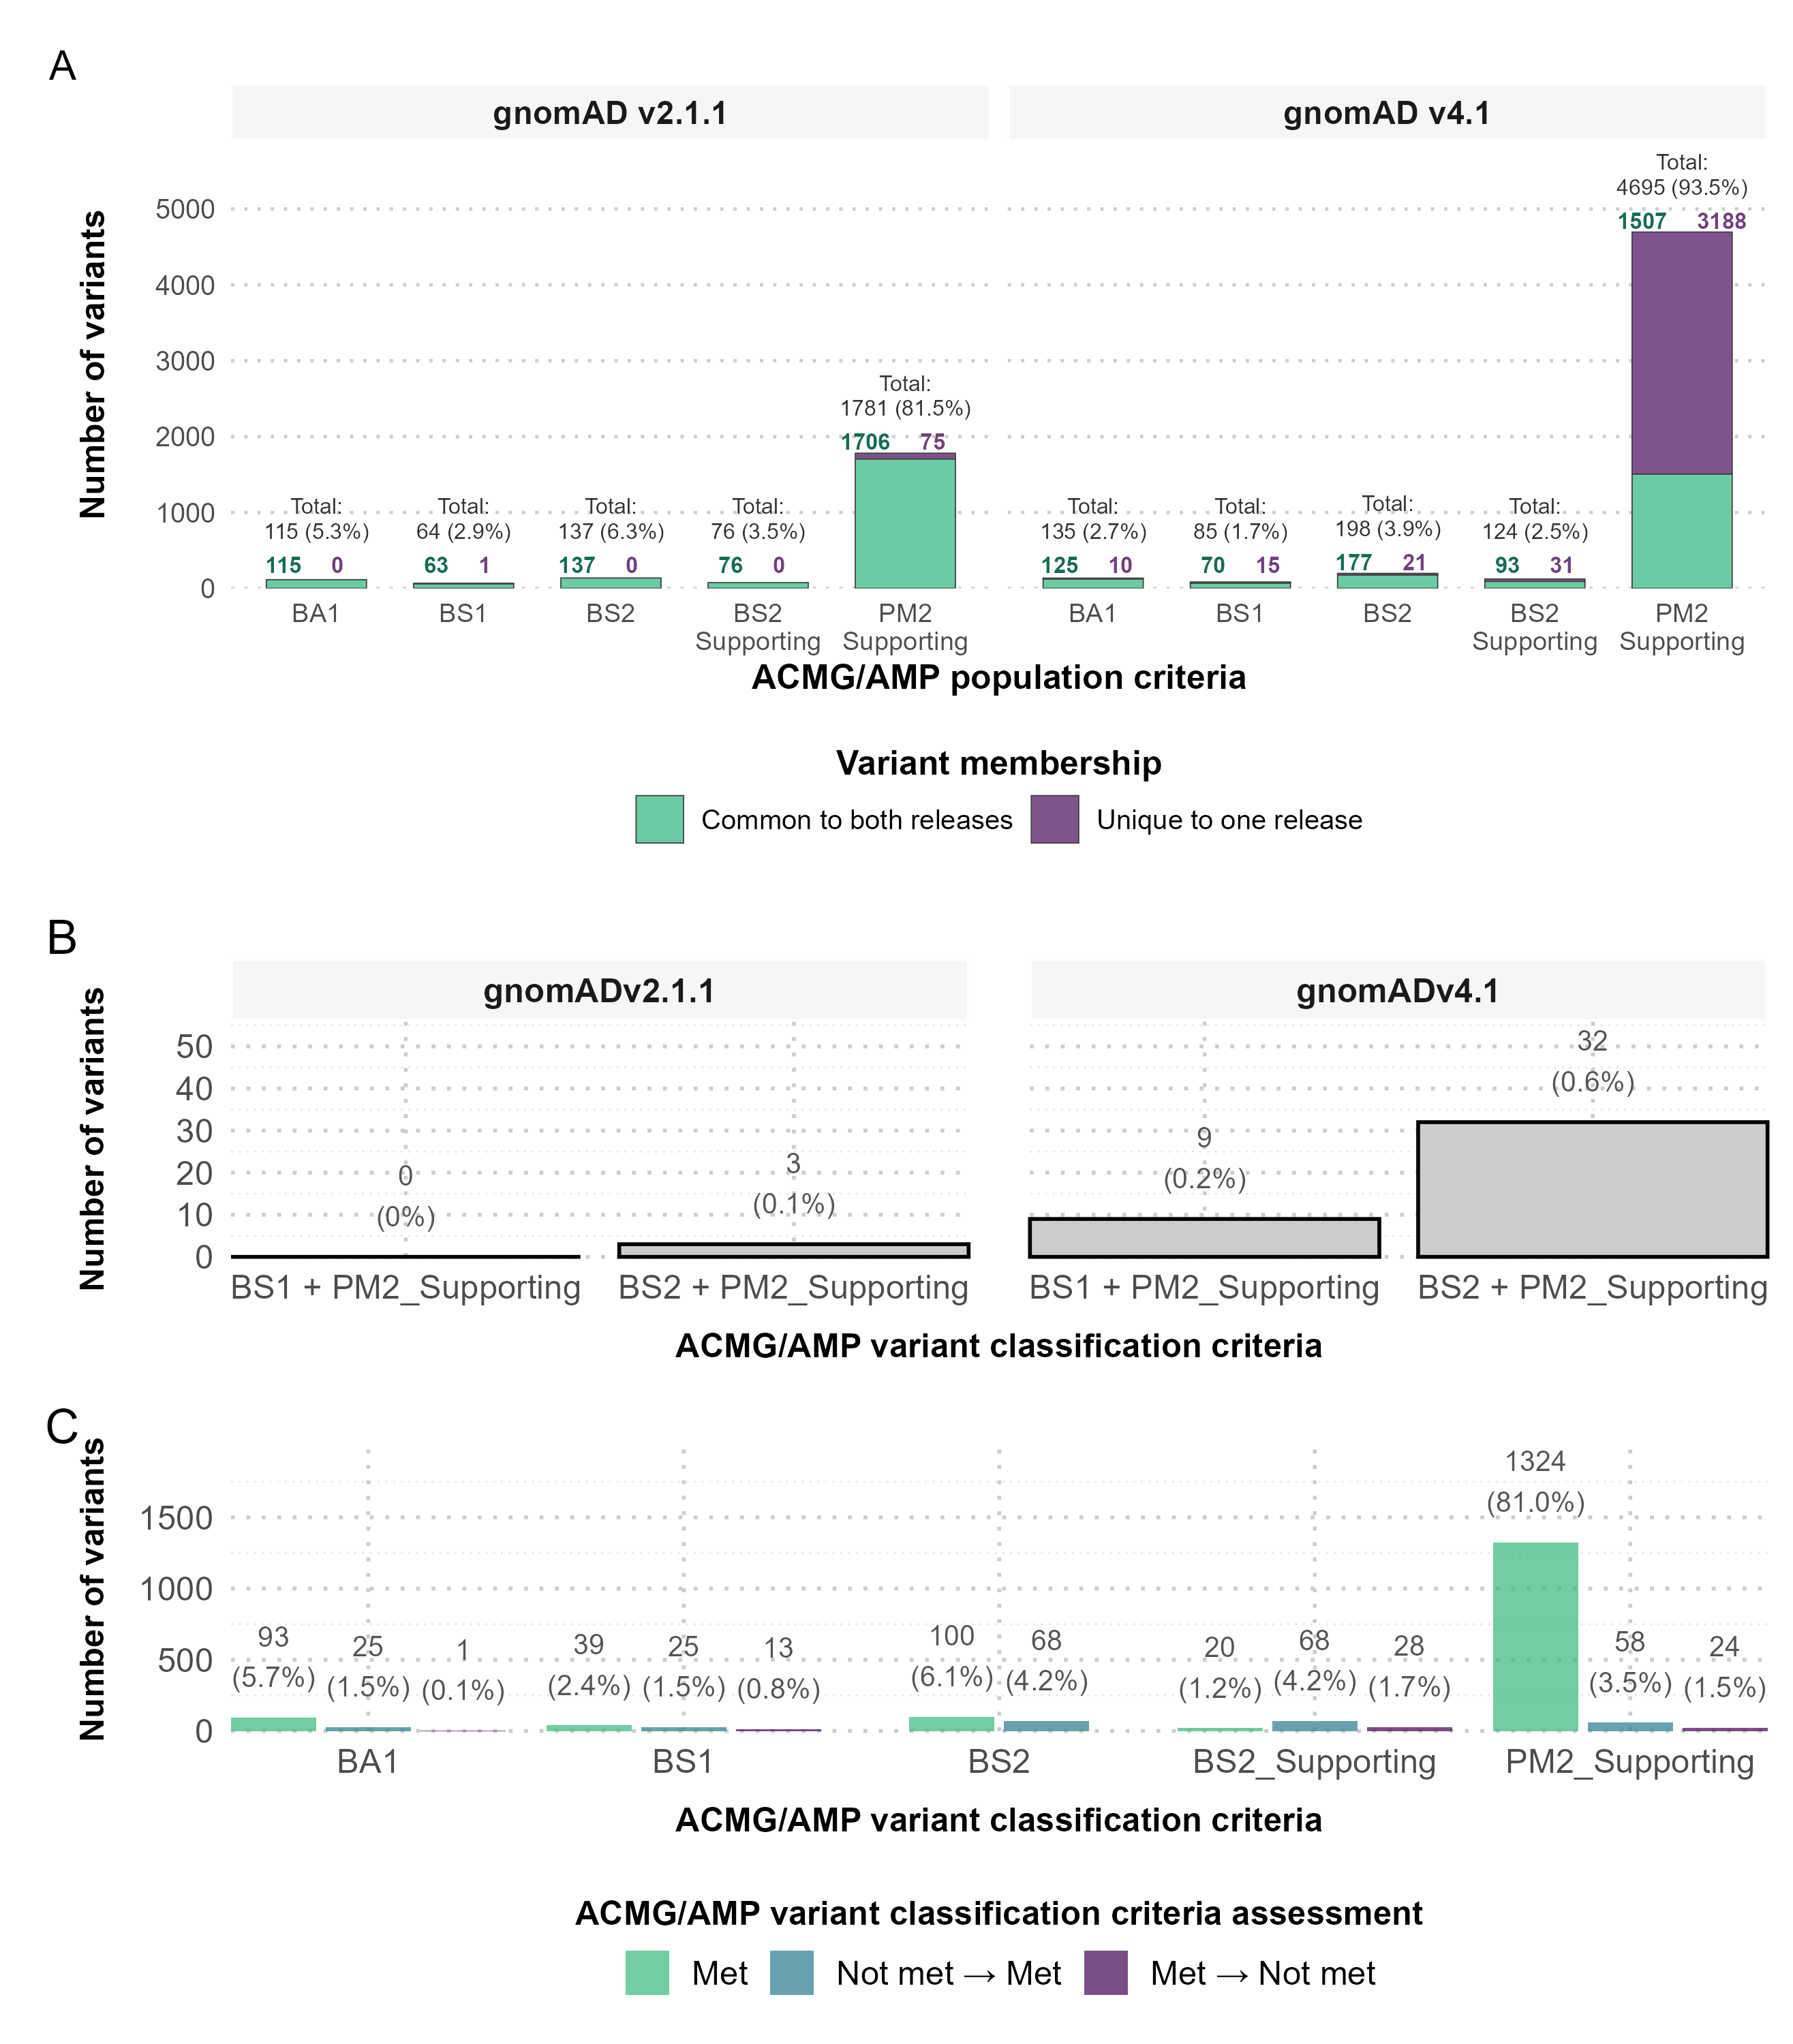 A
gnomAD v2.1.1
gnomAD v4.1
Number of variants
5000
4000
3000
2000
1000
0
Total:
115 (5.3%)
115 0
Total:
64 (2.9%)
63 1
Total:
137 (6.3%)
137 0
Total:
76 (3.5%)
76 0
Total:
1781 (81.5%)
1706 75
Total:
135 (2.7%)
125 10
Total:
85 (1.7%)
70 15
Total:
198 (3.9%)
177 21
Total:
124 (2.5%)
93 31
Total:
4695 (93.5%)
1507 3188
BA1
BS1
BS2
BS2
Supporting
PM2
Supporting
BA1
BS1
BS2
BS2
Supporting
PM2
Supporting
ACMG/AMP population criteria
Variant membership
Common to both releases
Unique to one release
B
gnomADv2.1.1
gnomADv4.1
Number of variants
50
40
30
20
10
0
0
(0%)
3
(0.1%)
9
(0.2%)
32
(0.6%)
BS1 + PM2_Supporting
BS2 + PM2_Supporting
BS1 + PM2_Supporting
BS2 + PM2_Supporting
ACMG/AMP variant classification criteria
C
Number of variants
1500
1000
500
0
93
(5.7%)
25
(1.5%)
1
(0.1%)
39
(2.4%)
25
(1.5%)
13
(0.8%)
100
(6.1%)
68
(4.2%)
20
(1.2%)
68
(4.2%)
28
(1.7%)
1324
(81.0%)
58
(3.5%)
24
(1.5%)
BA1
BS1
BS2
BS2_Supporting
PM2_Supporting
ACMG/AMP variant classification criteria
ACMG/AMP variant classification criteria assessment
Met
Not met → Met
Met → Not met